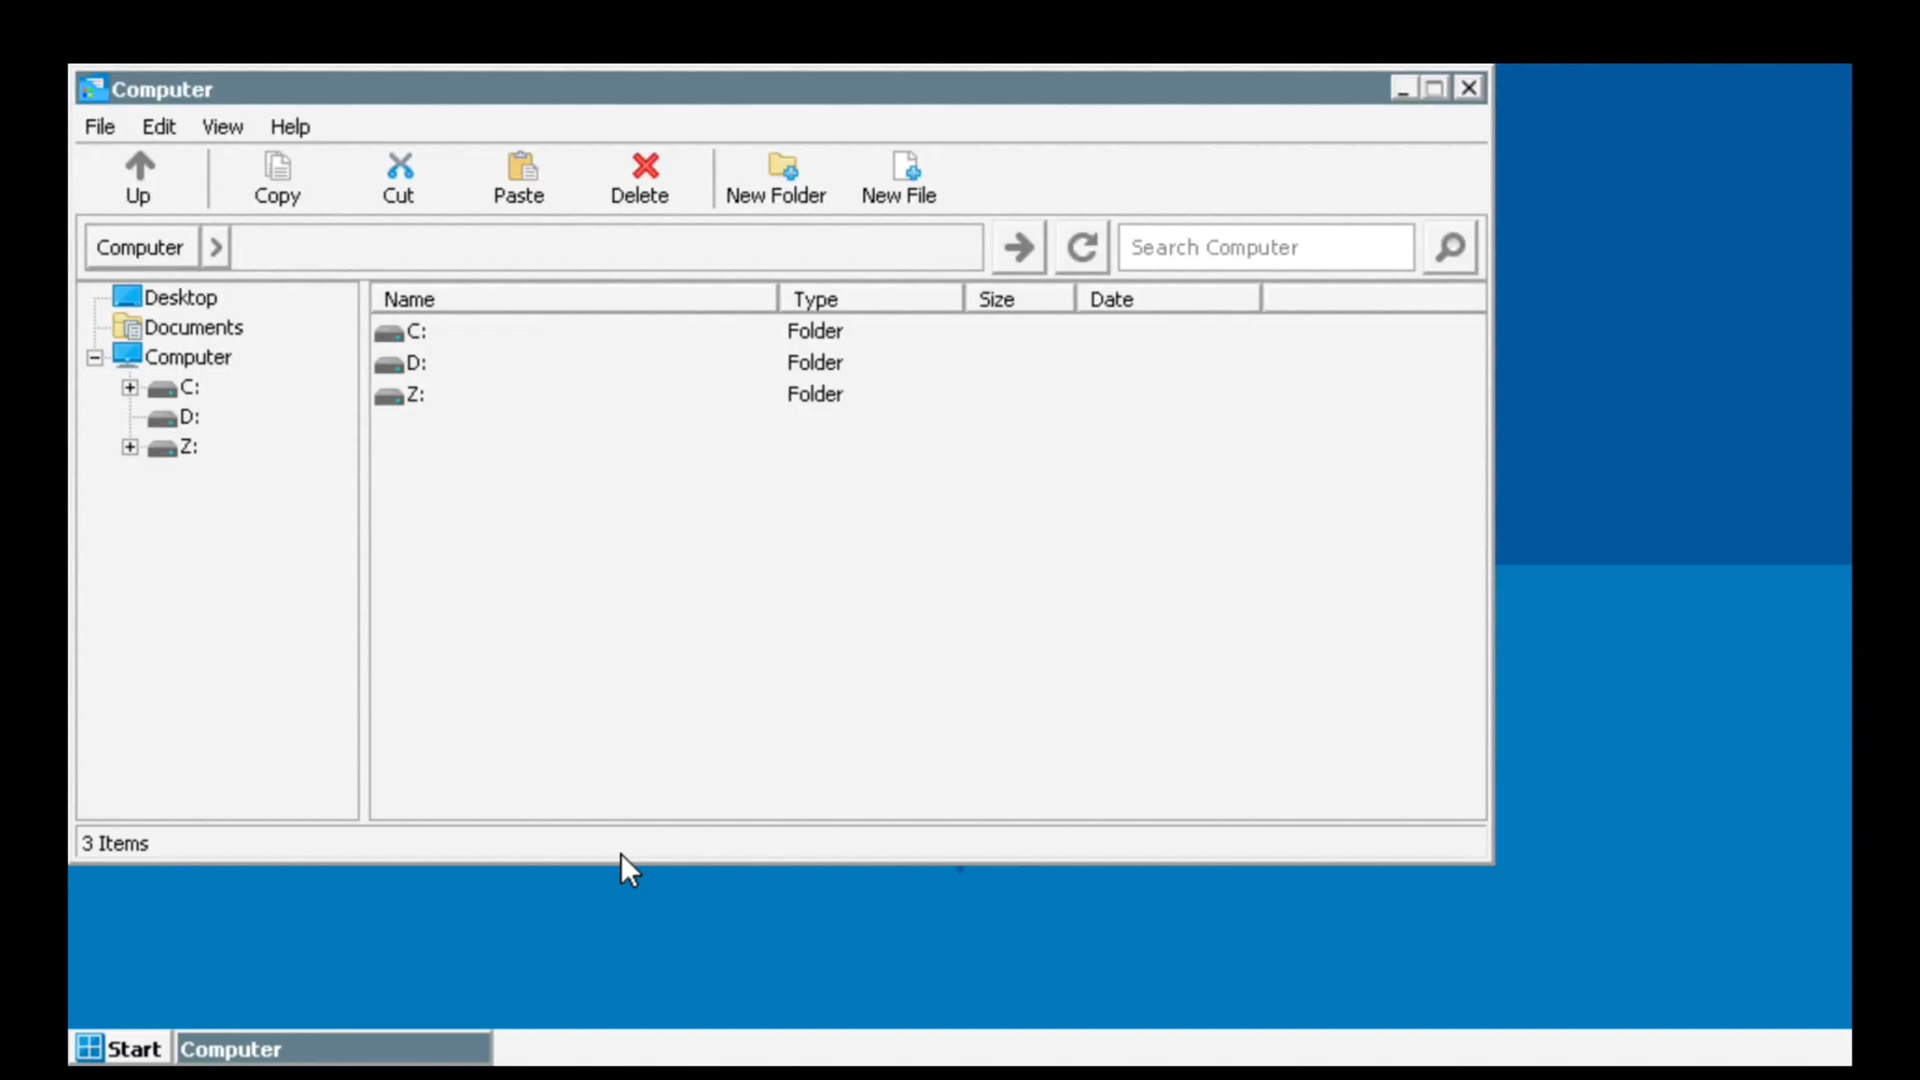 Computer
File Edit View Help
Up Copy Cut Paste Delete New Folder New File
Computer Search Computer
Desktop
Documents
Computer
C:
D:
Z:
Name Type Size Date
C: Folder
D: Folder
Z: Folder
3 Items
Start Computer